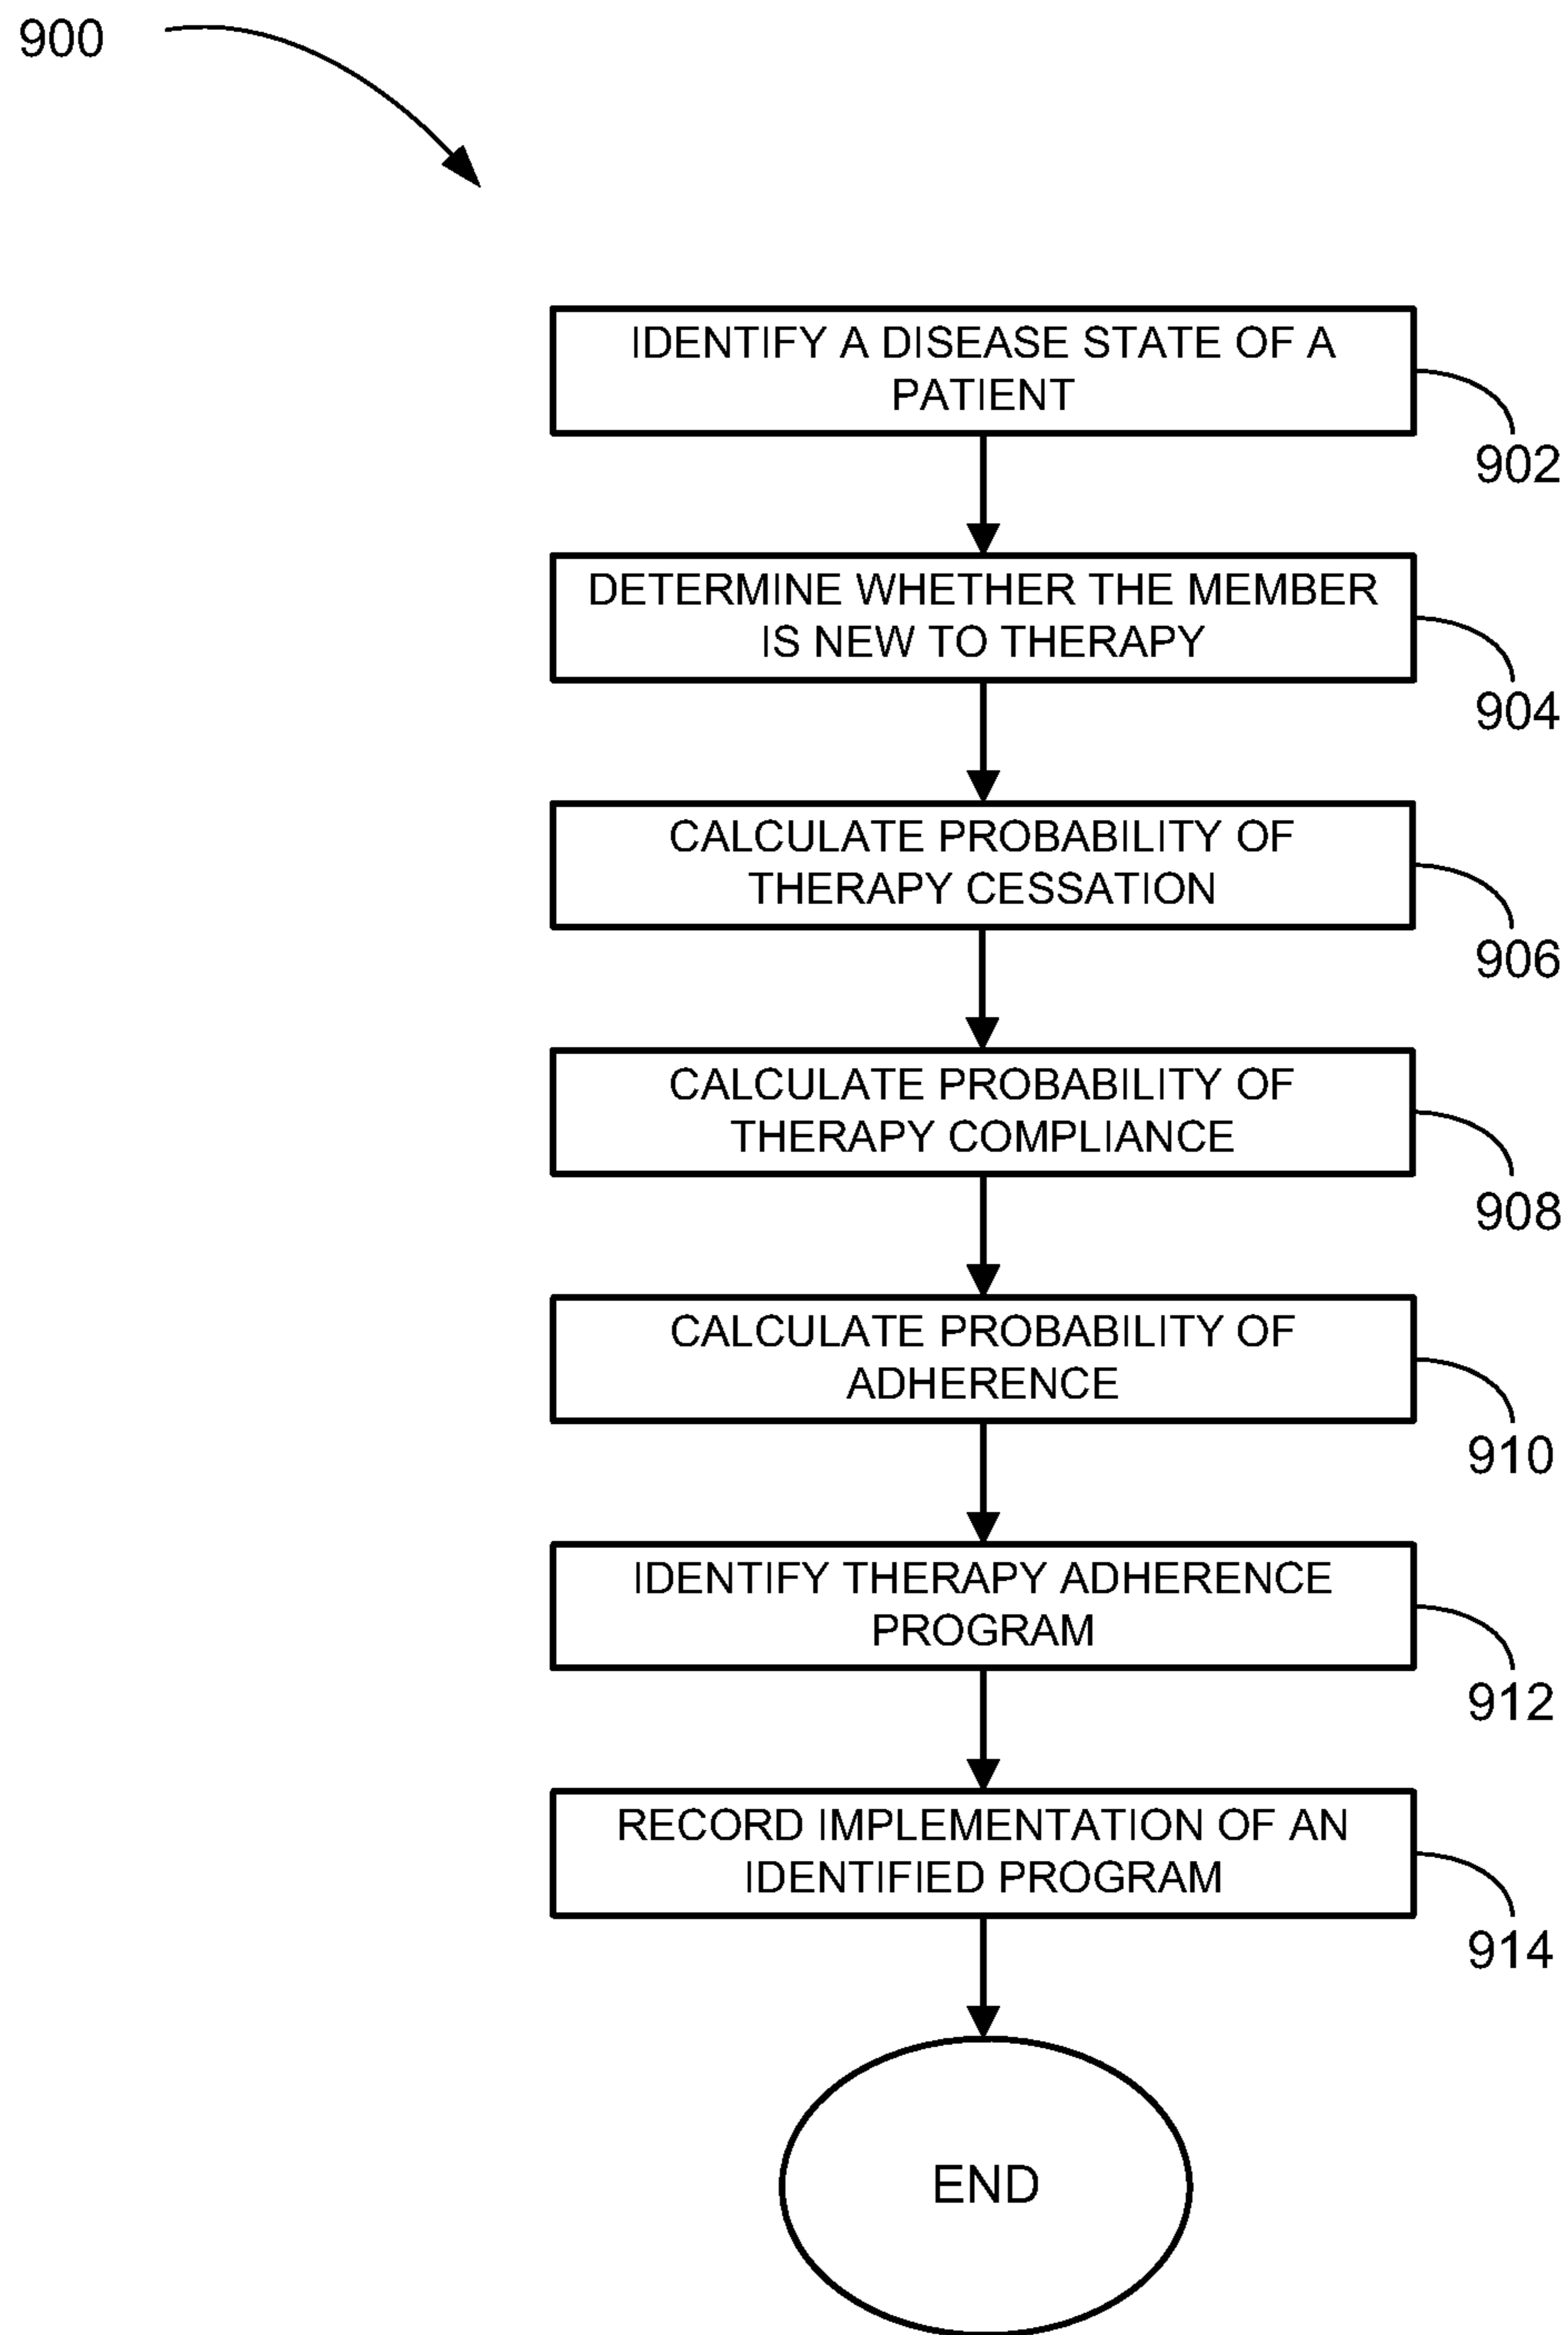 900
IDENTIFY A DISEASE STATE OF A
PATIENT
902
DETERMINE WHETHER THE MEMBER
IS NEW TO THERAPY
904
CALCULATE PROBABILITY OF
THERAPY CESSATION
906
CALCULATE PROBABILITY OF
THERAPY COMPLIANCE
908
CALCULATE PROBABILITY OF
ADHERENCE
910
IDENTIFY THERAPY ADHERENCE
PROGRAM
912
RECORD IMPLEMENTATION OF AN
IDENTIFIED PROGRAM
914
END